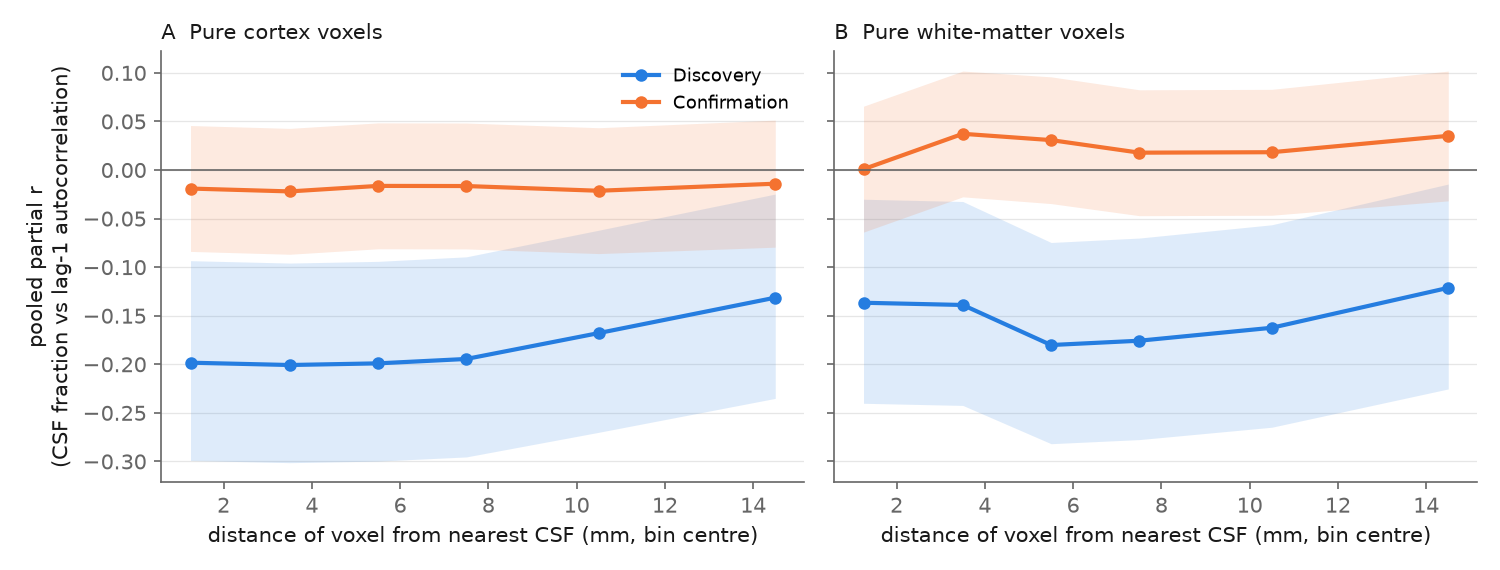 A  Pure cortex voxels
B  Pure white-matter voxels
Discovery
Confirmation
pooled partial r
(CSF fraction vs lag-1 autocorrelation)
0.10
0.05
0.00
−0.05
−0.10
−0.15
−0.20
−0.25
−0.30
2 4 6 8 10 12 14
2 4 6 8 10 12 14
distance of voxel from nearest CSF (mm, bin centre)
distance of voxel from nearest CSF (mm, bin centre)